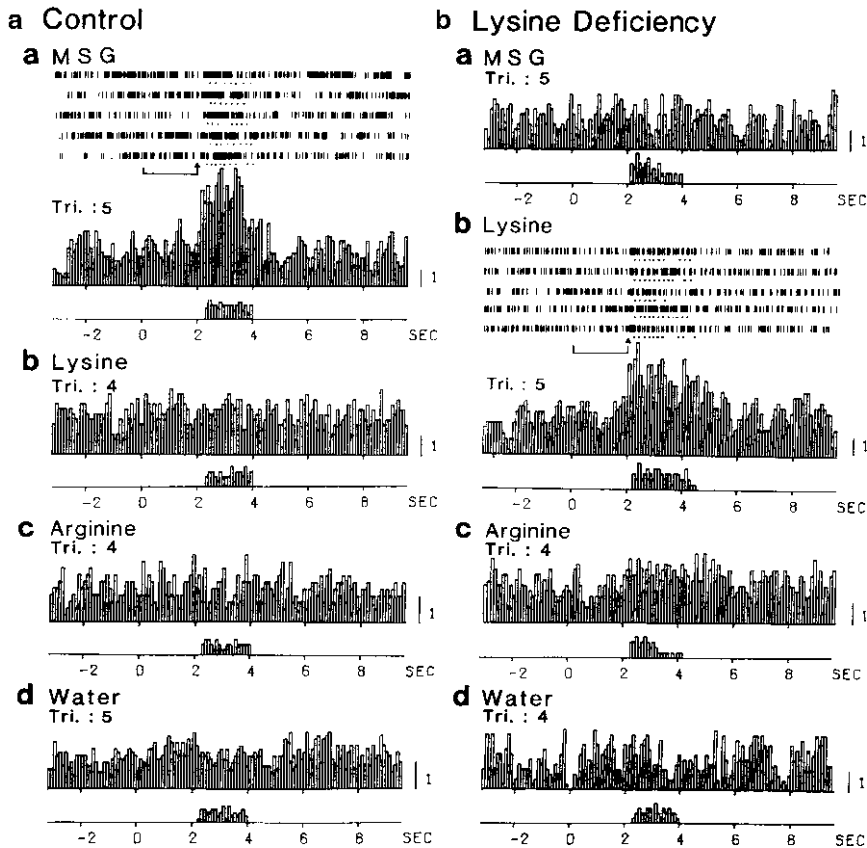 a Control
a MSG
Tri. : 5
1
-2 0 2 4 6 8 SEC
b Lysine
Tri. : 4
1
-2 0 2 4 6 8 SEC
c Arginine
Tri. : 4
1
-2 0 2 4 6 8 SEC
d Water
Tri. : 5
1
-2 0 2 4 6 8 SEC
b Lysine Deficiency
a MSG
Tri. : 5
1
-2 0 2 4 6 8 SEC
b Lysine
Tri. : 5
1
-2 0 2 4 6 8 SEC
c Arginine
Tri. : 4
1
-2 0 2 4 6 8 SEC
d Water
Tri. : 4
1
-2 0 2 4 6 8 SEC